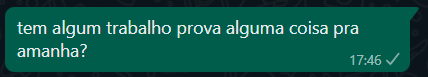 tem algum trabalho prova alguma coisa pra
amanha?
17:46